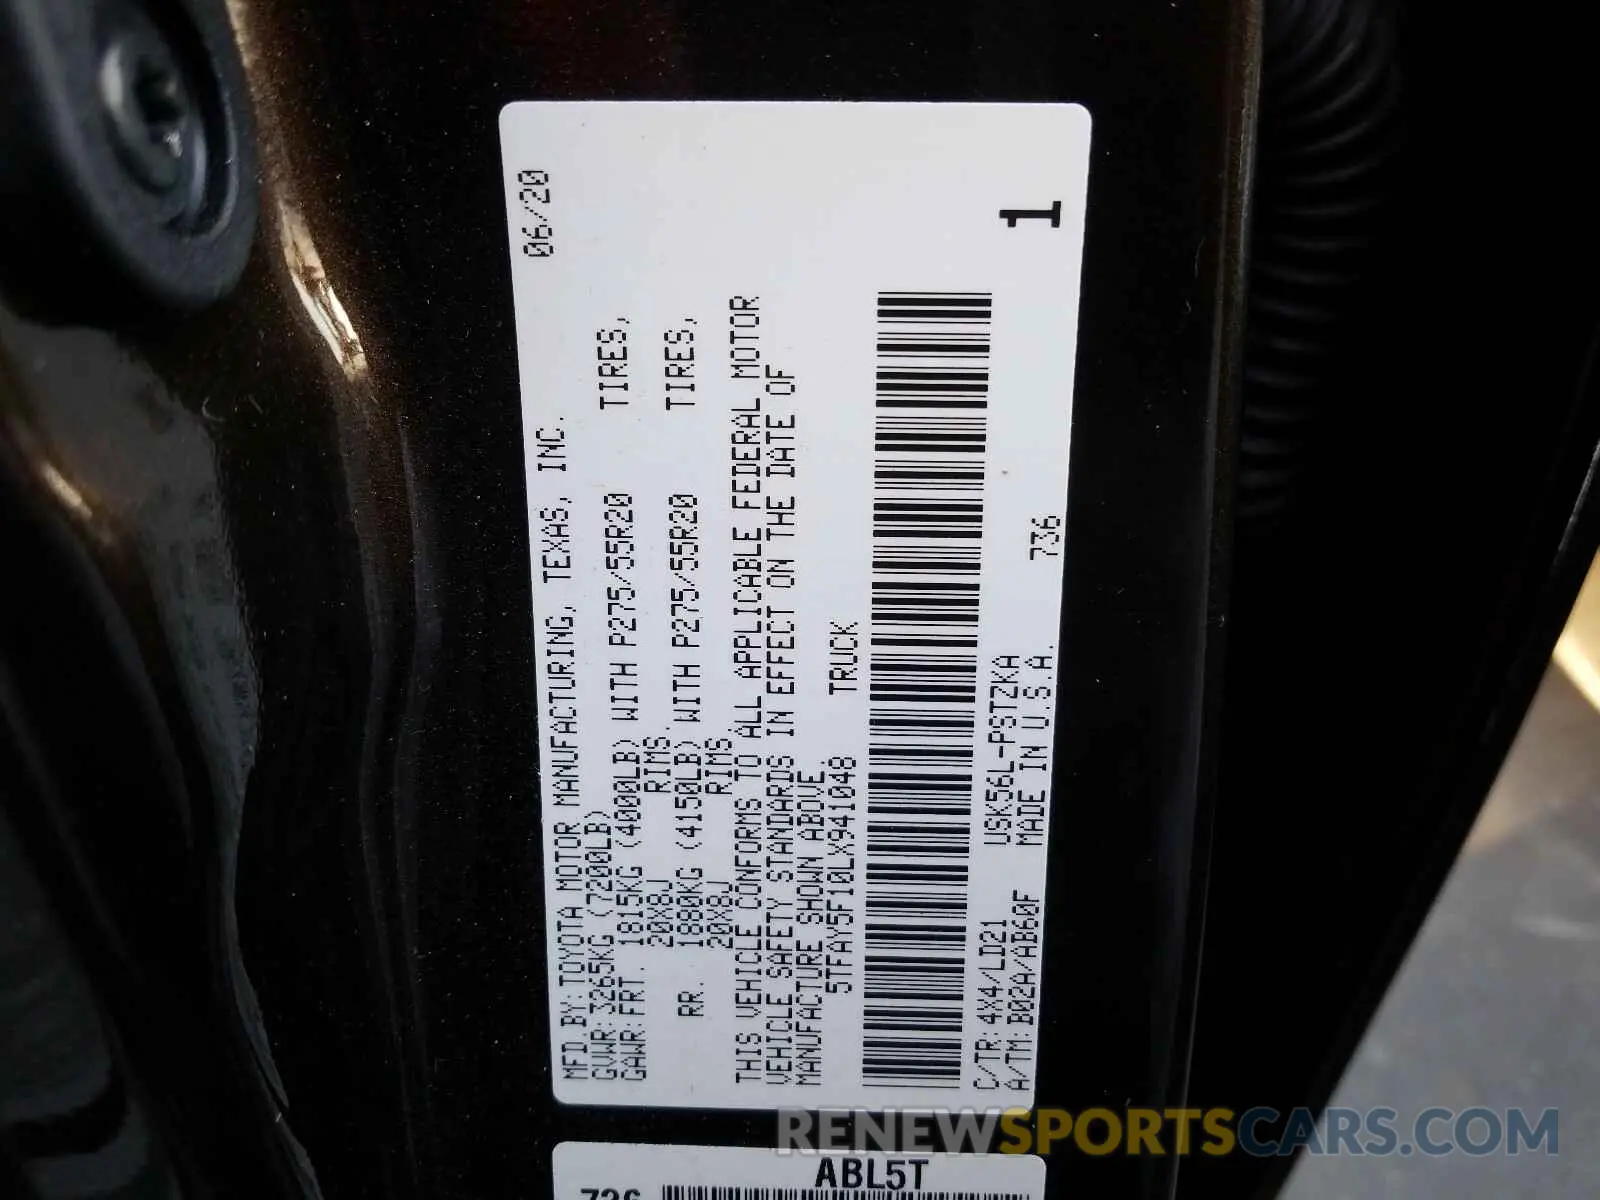 06/20
MFD.BY:TOYOTA MOTOR MANUFACTURING, TEXAS, INC.
GVWR:3265KG(7200LB)
GAWR:FRT. 1815KG (4000LB) WITH P275/55R20 TIRES,
20X8J RIMS.
RR. 1880KG (4150LB) WITH P275/55R20 TIRES,
20X8J RIMS.
THIS VEHICLE CONFORMS TO ALL APPLICABLE FEDERAL MOTOR
VEHICLE SAFETY STANDARDS IN EFFECT ON THE DATE OF
MANUFACTURE SHOWN ABOVE.
5TFAY5F10LX941048 TRUCK
C/TR:4X4/LD21 USK56L-PSTZKA
A/TM:B02A/AB60F MADE IN U.S.A. 736
1
ABL5T
736
RENEWSPORTSCARS.COM